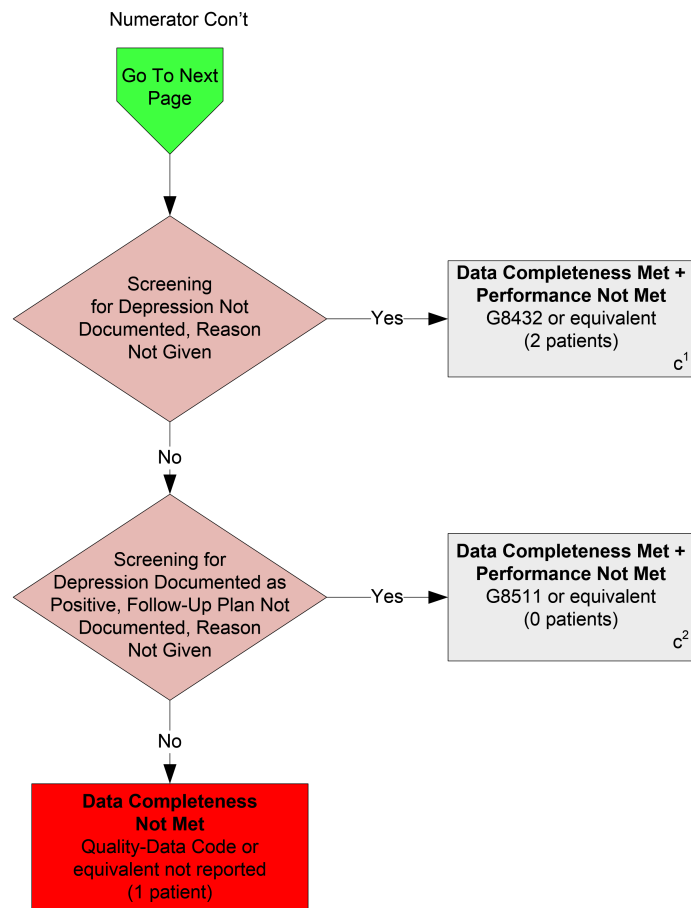 Numerator Con't
Go To Next
Page
Screening
for Depression Not
Documented, Reason
Not Given
Yes
Data Completeness Met +
Performance Not Met
G8432 or equivalent
(2 patients)
c¹
No
Screening for
Depression Documented as
Positive, Follow-Up Plan Not
Documented, Reason
Not Given
Yes
Data Completeness Met +
Performance Not Met
G8511 or equivalent
(0 patients)
c²
No
Data Completeness
Not Met
Quality-Data Code or
equivalent not reported
(1 patient)